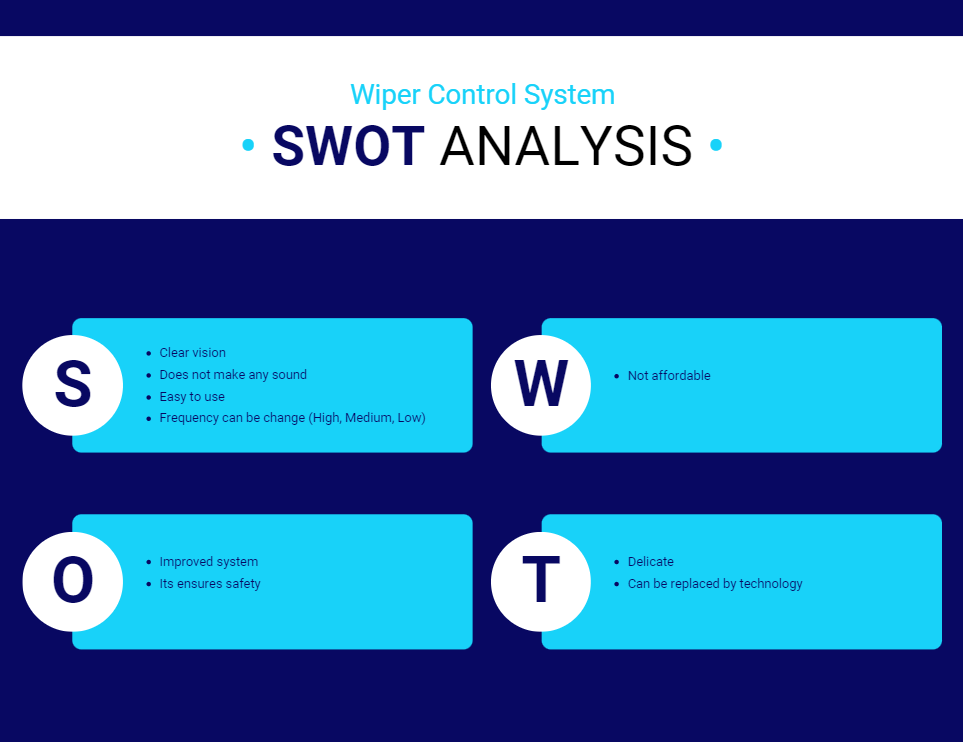 Wiper Control System
• SWOT ANALYSIS •
S
• Clear vision
• Does not make any sound
• Easy to use
• Frequency can be change (High, Medium, Low)
W
• Not affordable
O
• Improved system
• Its ensures safety
T
• Delicate
• Can be replaced by technology